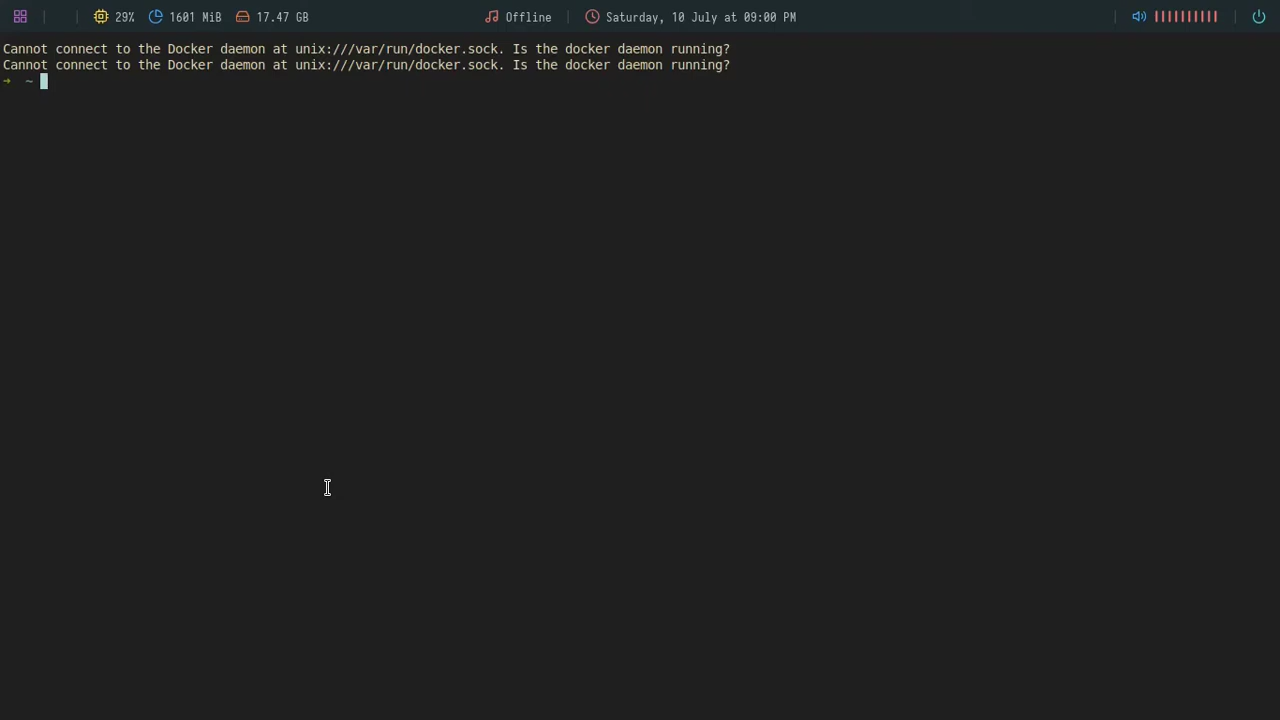 29% 1601 MiB 17.47 GB Offline Saturday, 10 July at 09:00 PM
Cannot connect to the Docker daemon at unix:///var/run/docker.sock. Is the docker daemon running?
Cannot connect to the Docker daemon at unix:///var/run/docker.sock. Is the docker daemon running?
➜ ~